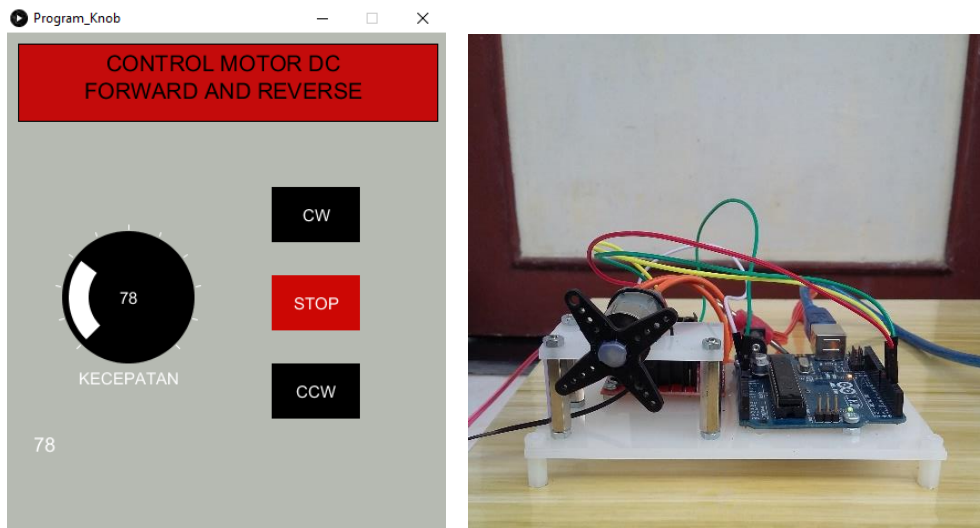 Program_Knob
CONTROL MOTOR DC
FORWARD AND REVERSE
CW
78
STOP
KECEPATAN
CCW
78